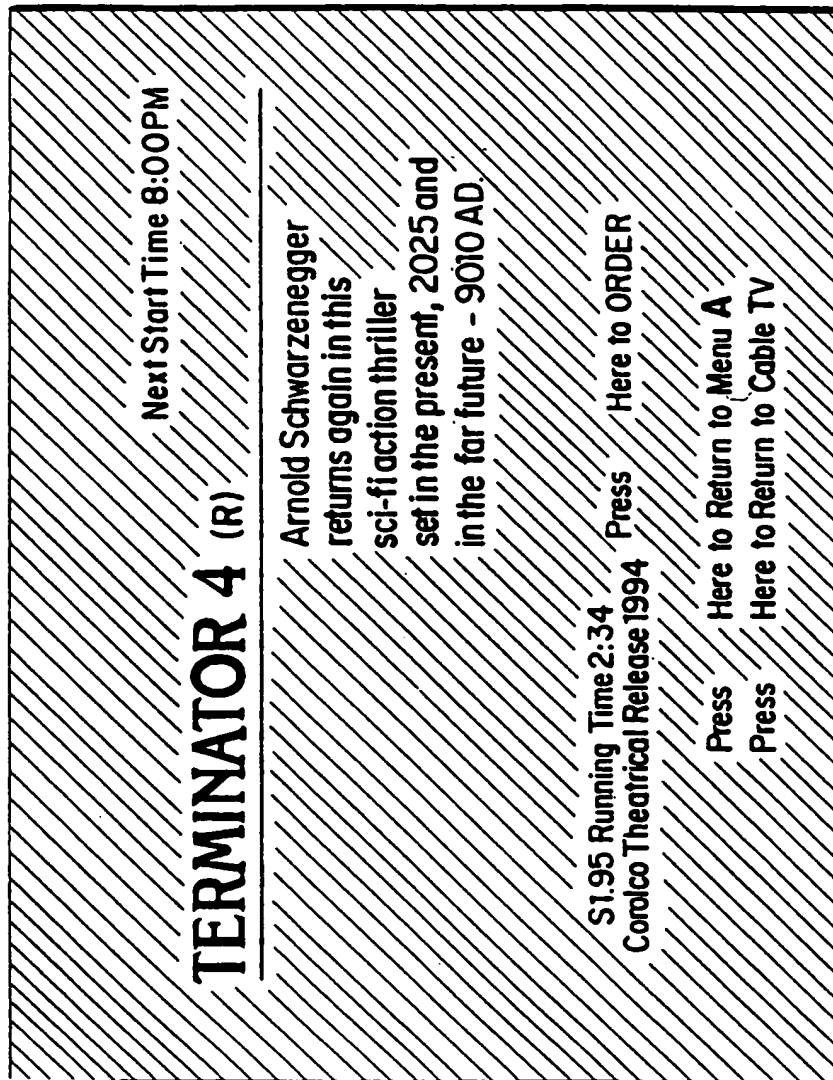 Next Start Time 8:00PM
TERMINATOR 4 (R)
Arnold Schwarzenegger
returns again in this
sci-fi action thriller
set in the present, 2025 and
in the far future - 9010 AD.
$1.95 Running Time 2:34
Corolco Theatrical Release 1994
Press Here to ORDER
Press Here to Return to Menu A
Press Here to Return to Cable TV